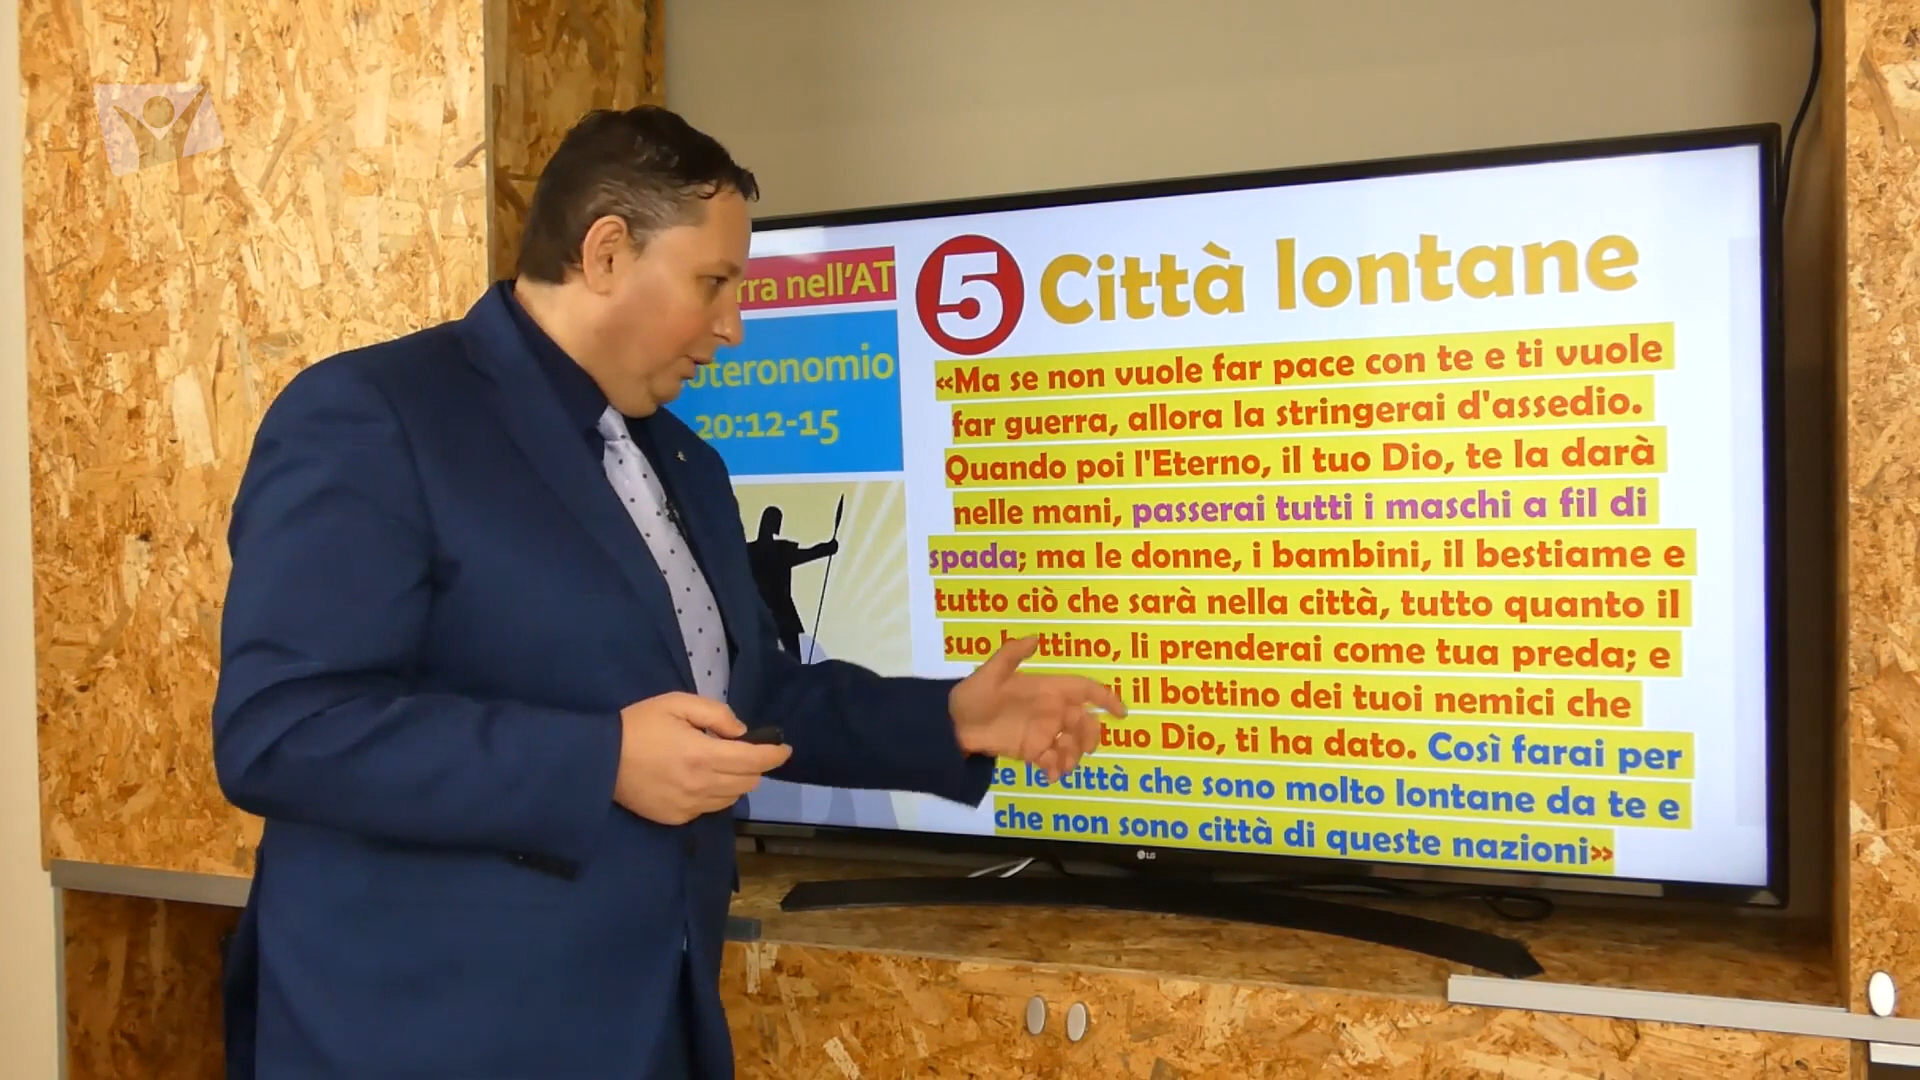 rra nell'AT
oteronomio
20:12-15
5 Città lontane
«Ma se non vuole far pace con te e ti vuole
far guerra, allora la stringerai d'assedio.
Quando poi l'Eterno, il tuo Dio, te la darà
nelle mani, passerai tutti i maschi a fil di
spada; ma le donne, i bambini, il bestiame e
tutto ciò che sarà nella città, tutto quanto il
suo bottino, li prenderai come tua preda; e
il bottino dei tuoi nemici che
tuo Dio, ti ha dato. Così farai per
le città che sono molto lontane da te e
che non sono città di queste nazioni»
LG